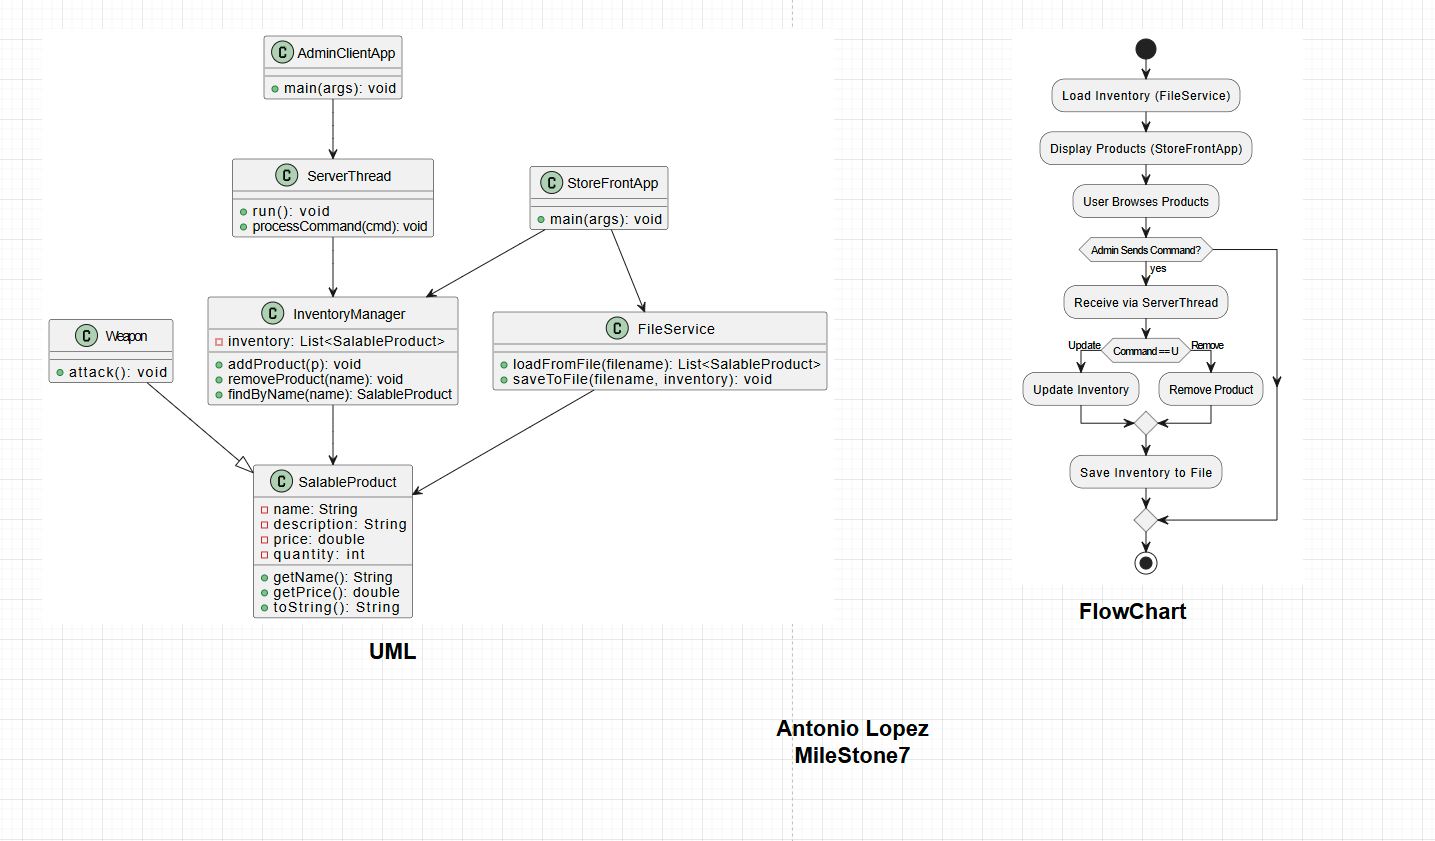 C AdminClientApp
main(args): void
C ServerThread
run(): void
processCommand(cmd): void
C StoreFrontApp
main(args): void
C Weapon
attack(): void
C InventoryManager
inventory: List<SalableProduct>
addProduct(p): void
removeProduct(name): void
findByName(name): SalableProduct
C FileService
loadFromFile(filename): List<SalableProduct>
saveToFile(filename, inventory): void
C SalableProduct
name: String
description: String
price: double
quantity: int
getName(): String
getPrice(): double
toString(): String
UML
Load Inventory (FileService)
Display Products (StoreFrontApp)
User Browses Products
Admin Sends Command?
yes
Receive via ServerThread
Update
Command == U
Remove
Update Inventory
Remove Product
Save Inventory to File
FlowChart
Antonio Lopez
MileStone7